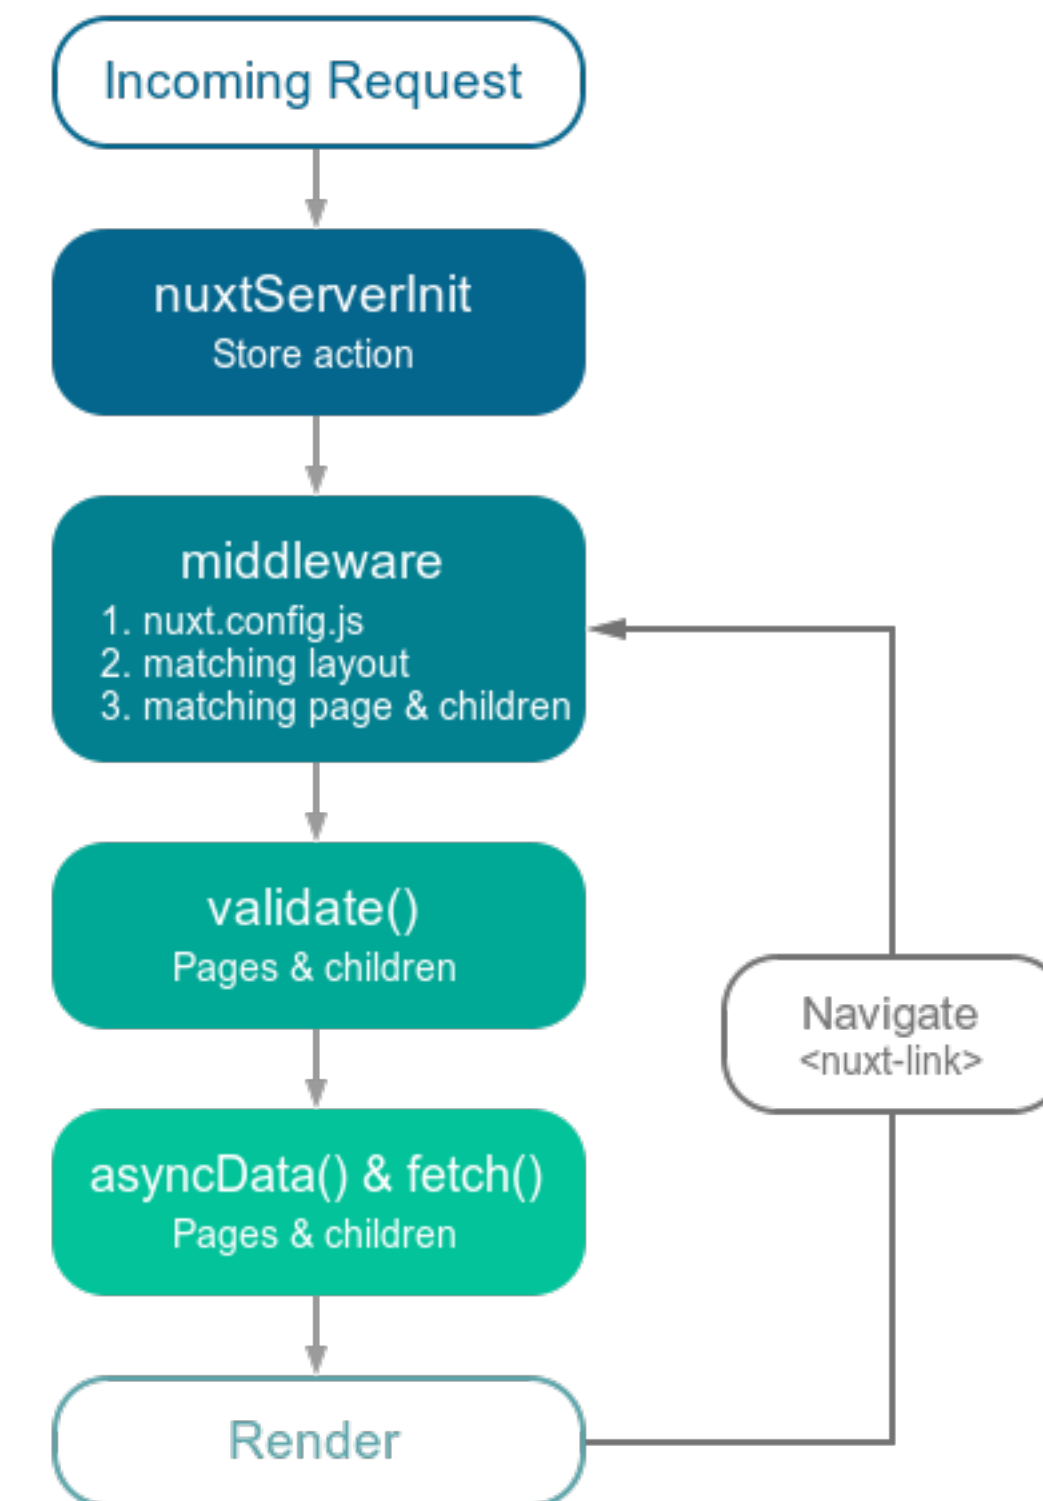 Incoming Request
nuxtServerInit
Store action
middleware
1. nuxt.config.js
2. matching layout
3. matching page & children
validate()
Pages & children
Navigate
<nuxt-link>
asyncData() & fetch()
Pages & children
Render